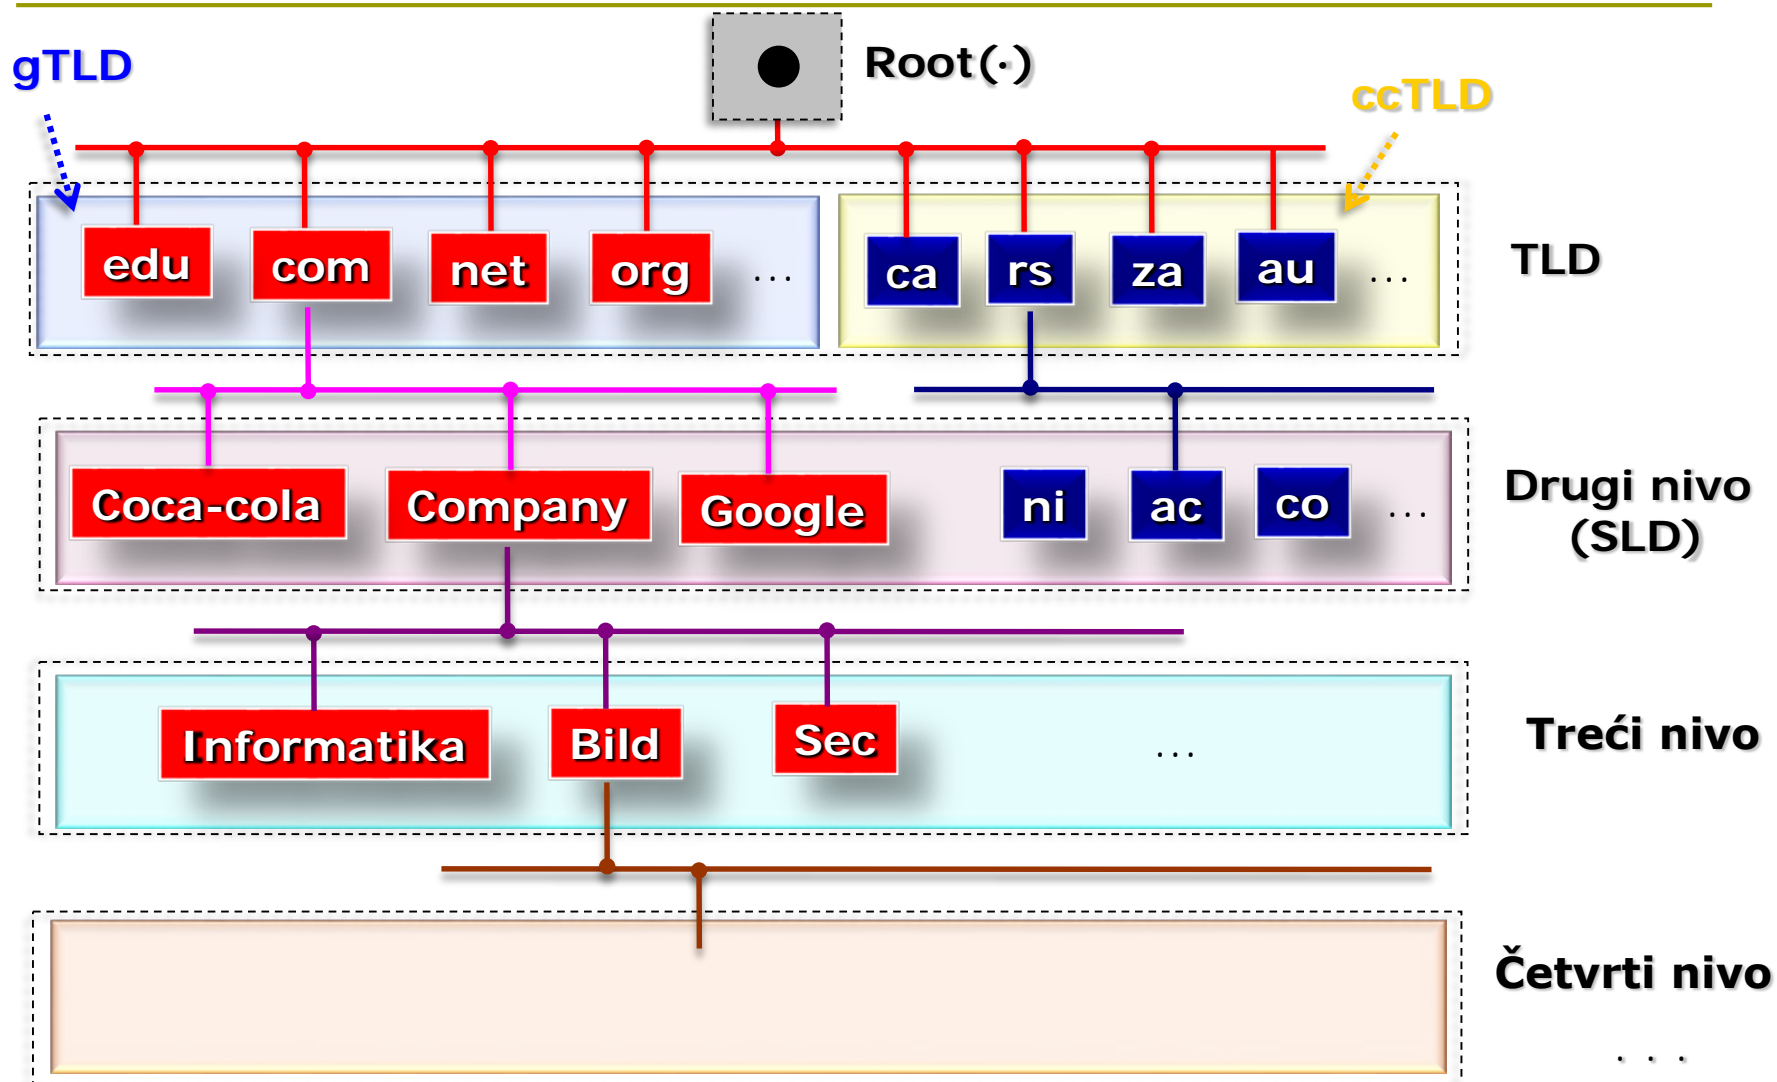 gTLD
Root(·)
ccTLD
edu
com
net
org
...
ca
rs
za
au
...
TLD
Coca-cola
Company
Google
ni
ac
co
...
Drugi nivo
(SLD)
Informatika
Bild
Sec
...
Treći nivo
Četvrti nivo
. . .